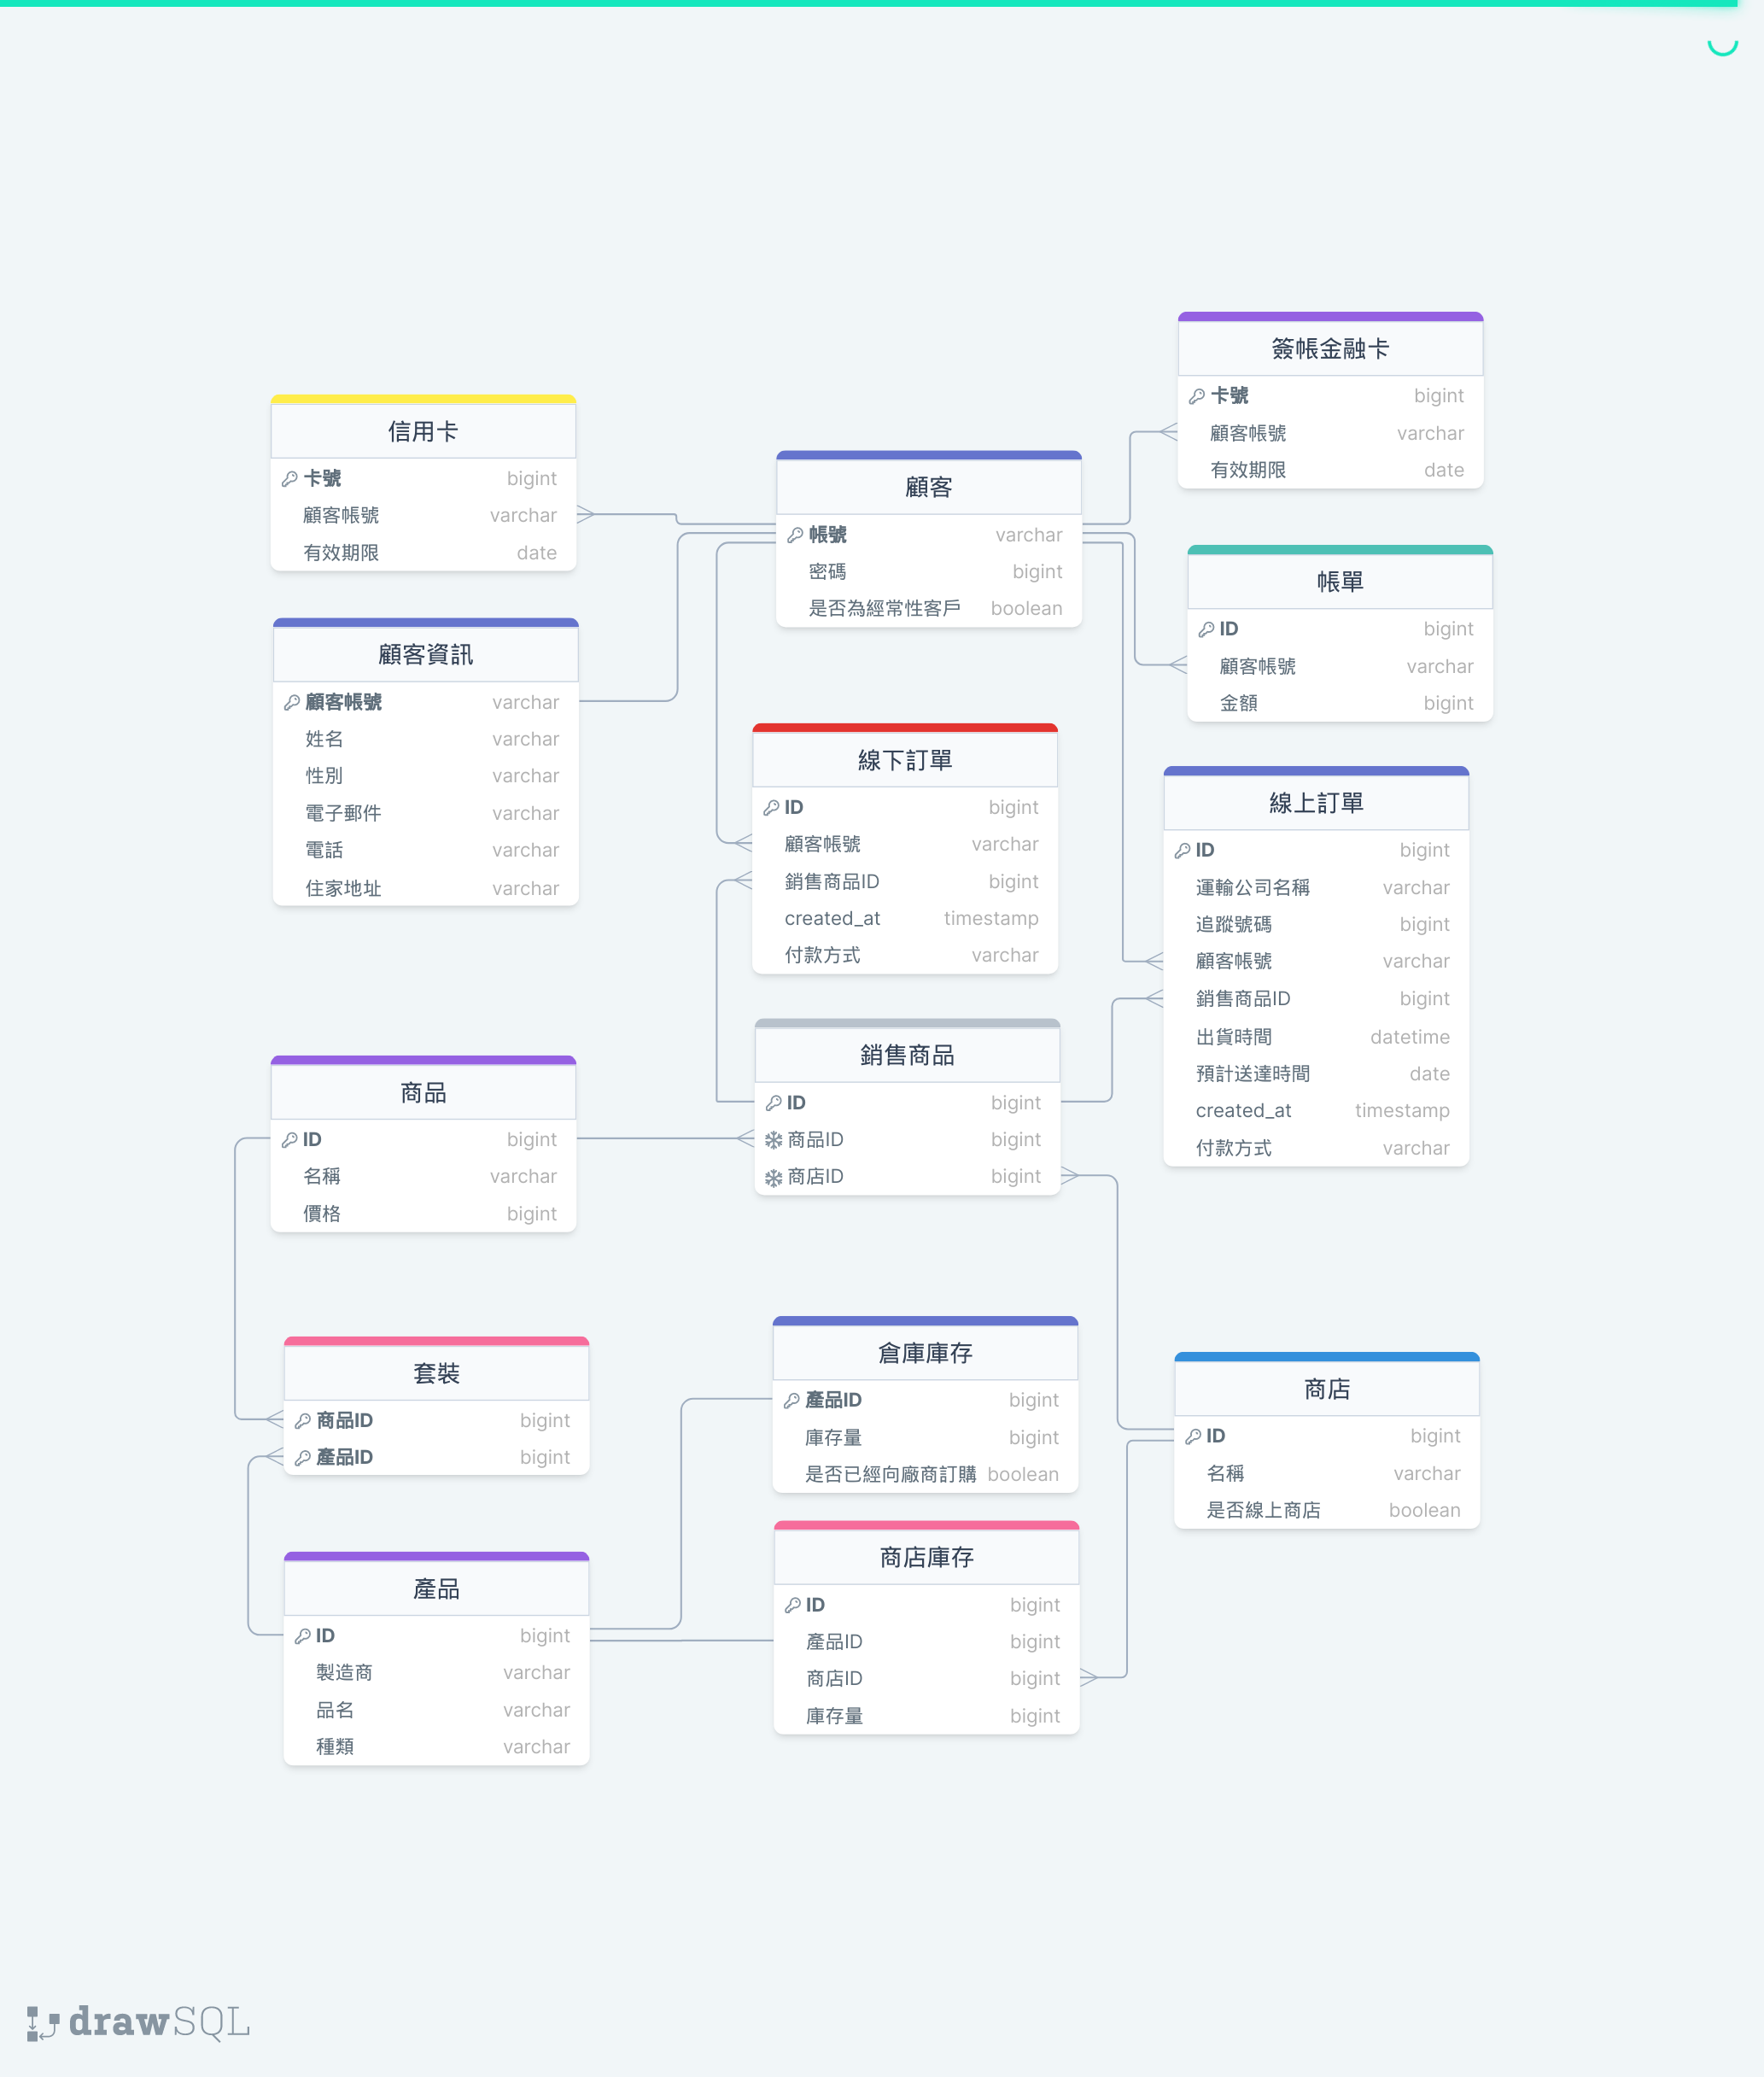 簽帳金融卡
卡號 bigint
顧客帳號 varchar
有效期限 date
信用卡
卡號 bigint
顧客帳號 varchar
有效期限 date
顧客
帳號 varchar
密碼 bigint
是否為經常性客戶 boolean
帳單
ID bigint
顧客帳號 varchar
金額 bigint
顧客資訊
顧客帳號 varchar
姓名 varchar
性別 varchar
電子郵件 varchar
電話 varchar
住家地址 varchar
線下訂單
ID bigint
顧客帳號 varchar
銷售商品ID bigint
created_at timestamp
付款方式 varchar
線上訂單
ID bigint
運輸公司名稱 varchar
追蹤號碼 bigint
顧客帳號 varchar
銷售商品ID bigint
出貨時間 datetime
預計送達時間 date
created_at timestamp
付款方式 varchar
商品
ID bigint
名稱 varchar
價格 bigint
銷售商品
ID bigint
商品ID bigint
商店ID bigint
套裝
商品ID bigint
產品ID bigint
倉庫庫存
產品ID bigint
庫存量 bigint
是否已經向廠商訂購 boolean
商店
ID bigint
名稱 varchar
是否線上商店 boolean
產品
ID bigint
製造商 varchar
品名 varchar
種類 varchar
商店庫存
ID bigint
產品ID bigint
商店ID bigint
庫存量 bigint
drawSQL